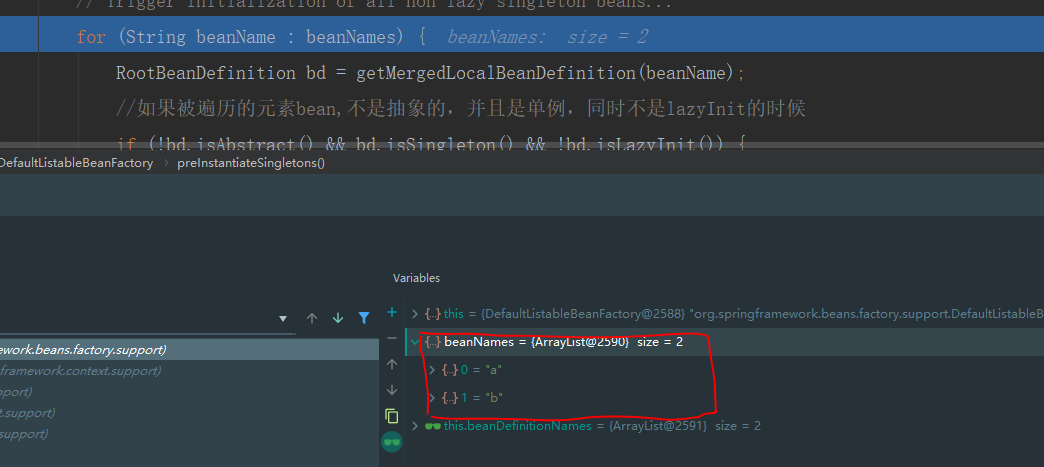 // Trigger initialization of all non-lazy singleton beans...
for (String beanName : beanNames) { beanNames: size = 2
RootBeanDefinition bd = getMergedLocalBeanDefinition(beanName);
//如果被遍历的元素bean,不是抽象的，并且是单例，同时不是lazyInit的时候
if (!bd.isAbstract() && bd.isSingleton() && !bd.isLazyInit()) {
DefaultListableBeanFactory › preInstantiateSingletons()
Variables
this = {DefaultListableBeanFactory@2588} "org.springframework.beans.factory.support.DefaultListableB
ework.beans.factory.support)
beanNames = {ArrayList@2590} size = 2
framework.context.support)
0 = "a"
pport)
1 = "b"
t.support)
this.beanDefinitionNames = {ArrayList@2591} size = 2
support)